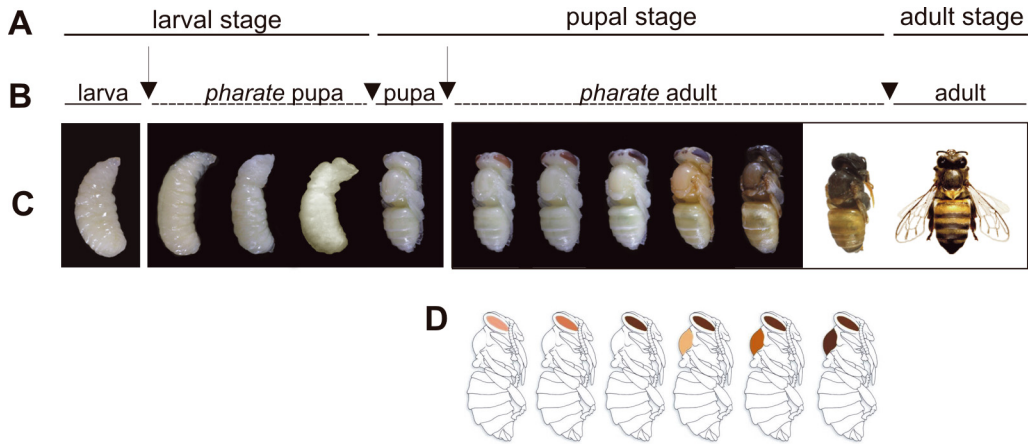 A larval stage pupal stage adult stage
B larva pharate pupa pupa pharate adult adult
C
D